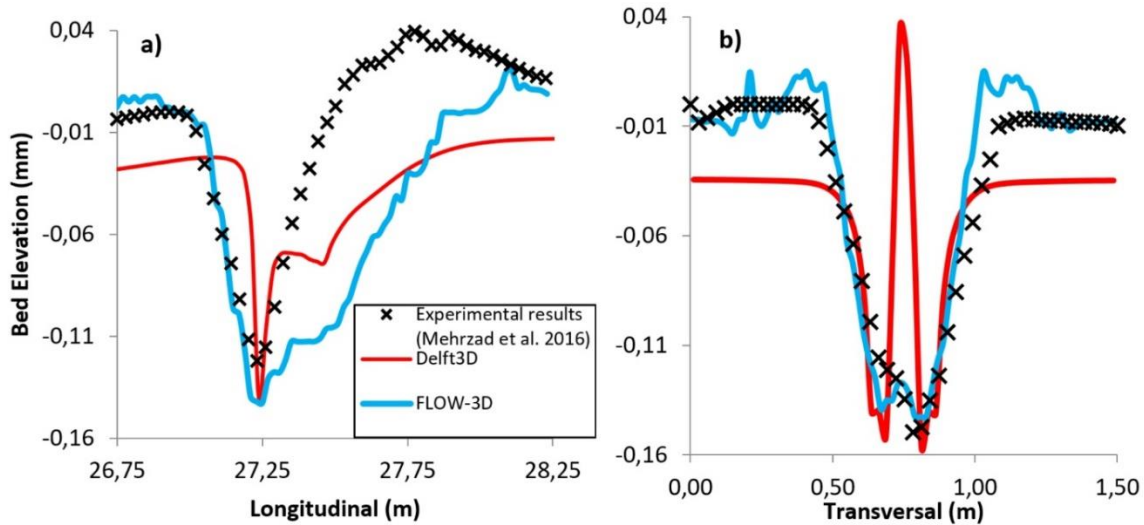 a)
0,04
-0,01
-0,06
-0,11
-0,16
Bed Elevation (mm)
26,75 27,25 27,75 28,25
Longitudinal (m)
Experimental results
(Mehrzad et al. 2016)
Delft3D
FLOW-3D
b)
0,04
-0,01
-0,06
-0,11
-0,16
0,00 0,50 1,00 1,50
Transversal (m)